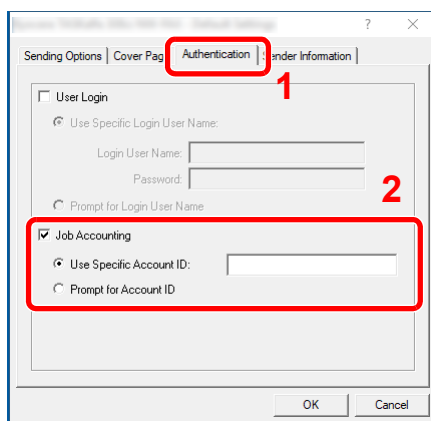 ?
Sending Options
Cover Pag
Authentication
ender Information
1
User Login
Use Specific Login User Name:
Login User Name:
Password:
2
Prompt for Login User Name
Job Accounting
Use Specific Account ID:
Prompt for Account ID
OK
Cancel